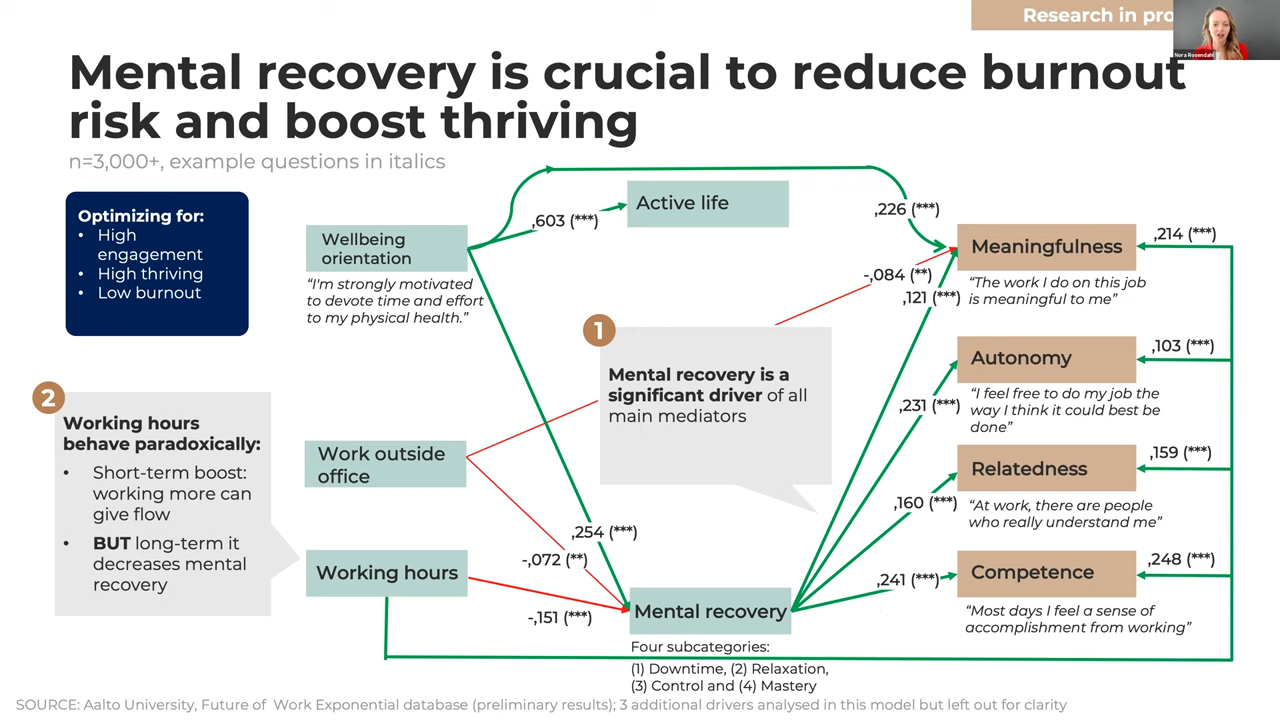 Research in pro
Nora Rosendahl
Mental recovery is crucial to reduce burnout
risk and boost thriving
n=3,000+, example questions in italics
Optimizing for:
• High
engagement
• High thriving
• Low burnout
Wellbeing
orientation
“I'm strongly motivated
to devote time and effort
to my physical health.”
,603 (***)
Active life
,226 (***)
Meaningfulness
,214 (***)
“The work I do on this job
is meaningful to me”
-,084 (**)
,121 (***)
1
Mental recovery is a
significant driver of all
main mediators
Autonomy
,103 (***)
“I feel free to do my job the
way I think it could best be
done”
,231 (***)
2
Working hours
behave paradoxically:
• Short-term boost:
working more can
give flow
• BUT long-term it
decreases mental
recovery
Work outside
office
Relatedness
,159 (***)
“At work, there are people
who really understand me”
,160 (***)
,254 (***)
-,072 (**)
Working hours
-,151 (***)
Mental recovery
,241 (***)
Competence
,248 (***)
“Most days I feel a sense of
accomplishment from working”
Four subcategories:
(1) Downtime, (2) Relaxation,
(3) Control and (4) Mastery
SOURCE: Aalto University, Future of Work Exponential database (preliminary results); 3 additional drivers analysed in this model but left out for clarity